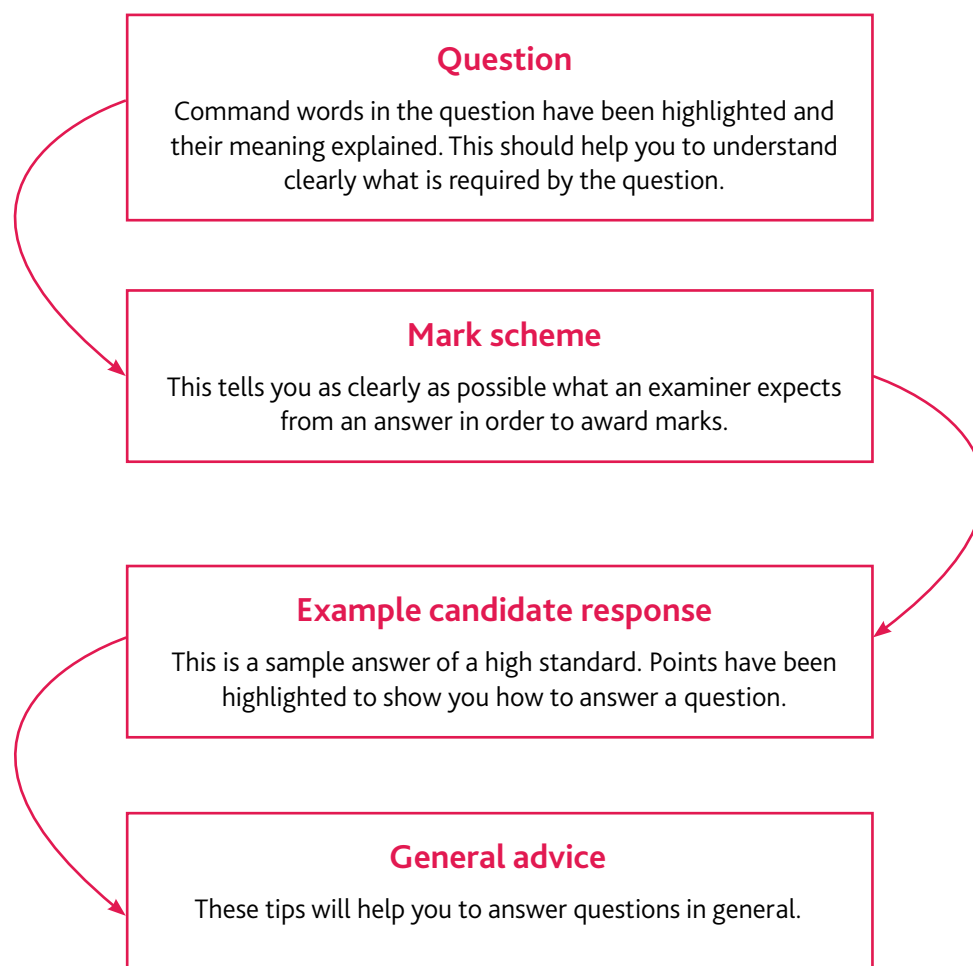 Question
Command words in the question have been highlighted and
their meaning explained. This should help you to understand
clearly what is required by the question.
Mark scheme
This tells you as clearly as possible what an examiner expects
from an answer in order to award marks.
Example candidate response
This is a sample answer of a high standard. Points have been
highlighted to show you how to answer a question.
General advice
These tips will help you to answer questions in general.